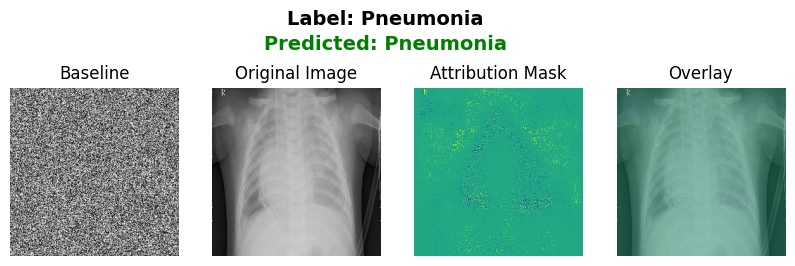 Label: Pneumonia
Predicted: Pneumonia
Baseline
Original Image
Attribution Mask
Overlay
R
R
R